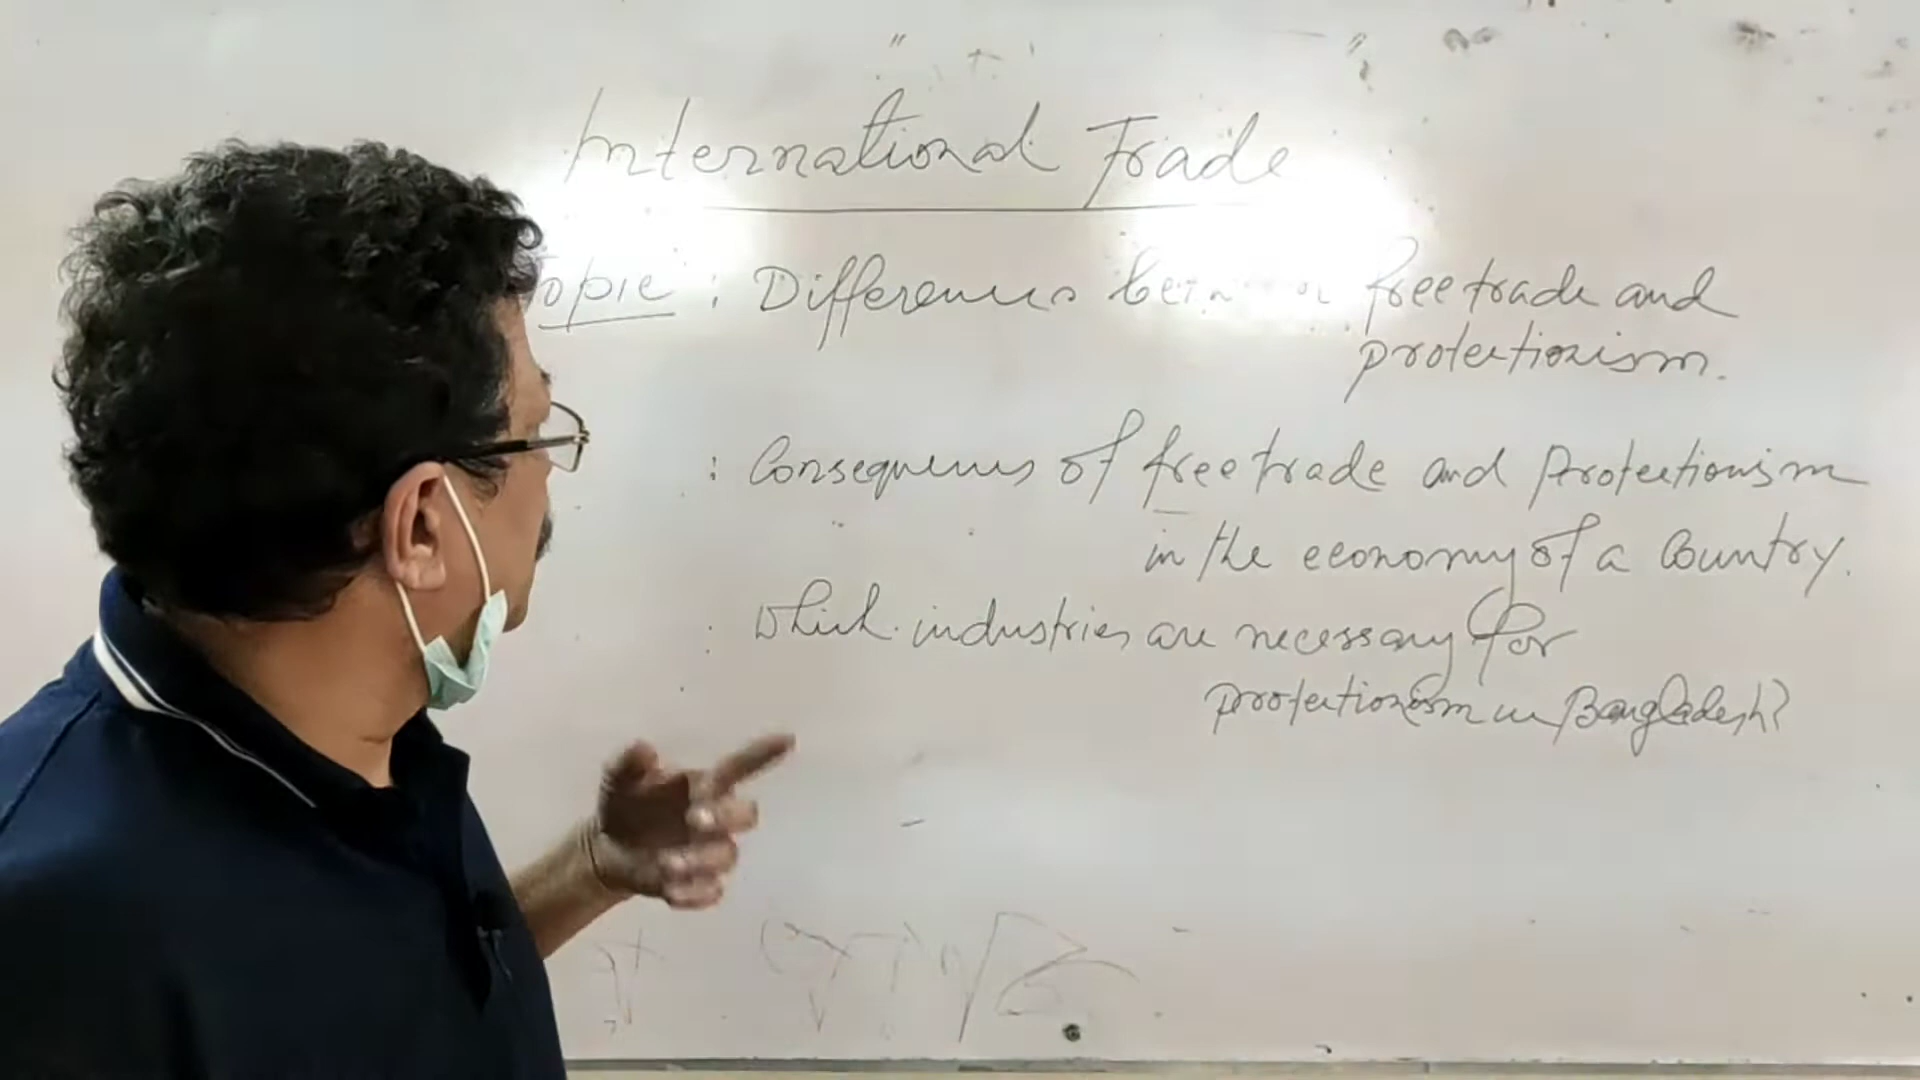 International Trade
Topic : Differences between free trade and
protectionism.
: Consequences of free trade and Protectionism
in the economy of a Country.
: Which industries are necessary for
protectionism in Bangladesh?